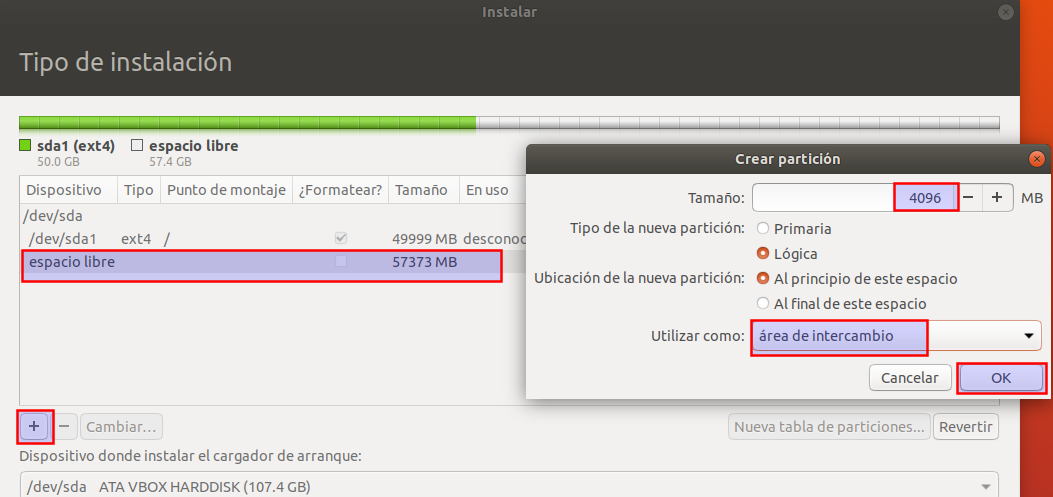 Instalar
Tipo de instalación
sda1 (ext4) espacio libre
50.0 GB 57.4 GB
Dispositivo Tipo Punto de montaje ¿Formatear? Tamaño En uso
/dev/sda
/dev/sda1 ext4 / 49999 MB desconoc
espacio libre 57373 MB
+ − Cambiar...
Nueva tabla de particiones... Revertir
Dispositivo donde instalar el cargador de arranque:
/dev/sda ATA VBOX HARDDISK (107.4 GB)
Crear partición
Tamaño: 4096 − + MB
Tipo de la nueva partición: Primaria
Lógica
Ubicación de la nueva partición: Al principio de este espacio
Al final de este espacio
Utilizar como: área de intercambio
Cancelar OK